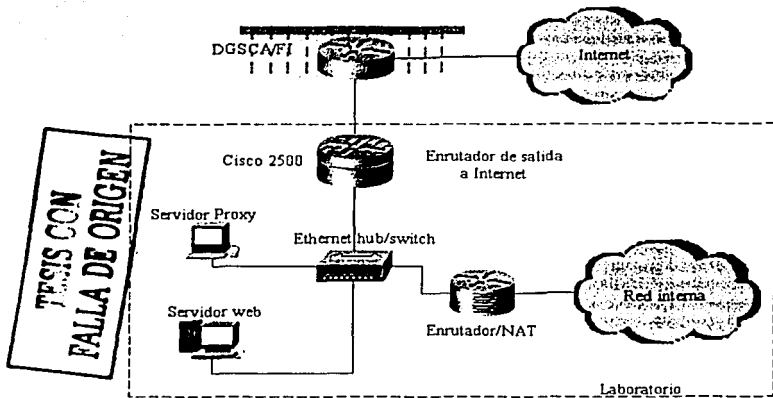 DGSCA/FI
Internet
Cisco 2500
Enrutador de salida
a Internet
TESIS CON
FALLA DE ORIGEN
Servidor Proxy
Ethernet hub/switch
Servidor web
Enrutador/NAT
Red interna
Laboratorio